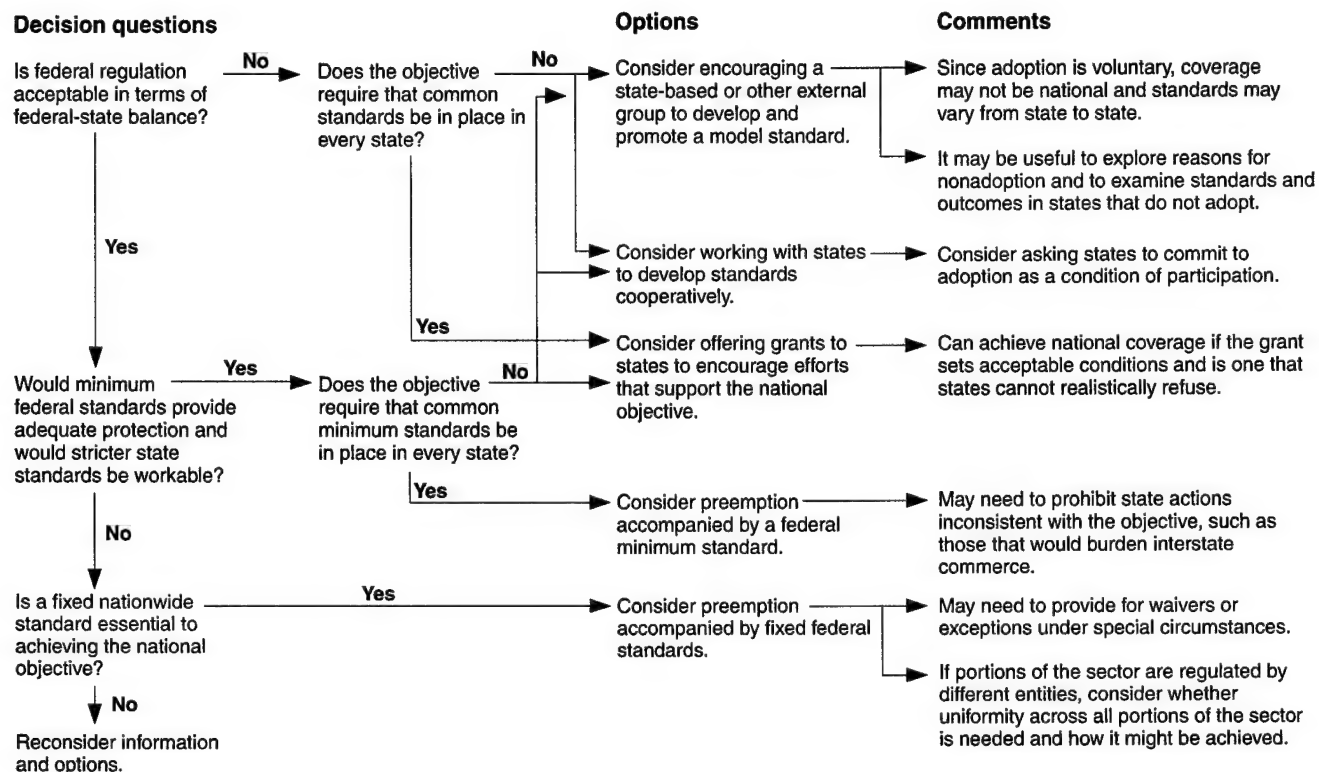 Decision questions
Options
Comments
Is federal regulation
acceptable in terms of
federal-state balance?
No
Does the objective
require that common
standards be in place in
every state?
No
Consider encouraging a
state-based or other external
group to develop and
promote a model standard.
Since adoption is voluntary, coverage
may not be national and standards may
vary from state to state.
It may be useful to explore reasons for
nonadoption and to examine standards and
outcomes in states that do not adopt.
Yes
Consider working with states
to develop standards
cooperatively.
Consider asking states to commit to
adoption as a condition of participation.
Yes
Consider offering grants to
states to encourage efforts
that support the national
objective.
Can achieve national coverage if the grant
sets acceptable conditions and is one that
states cannot realistically refuse.
Would minimum
federal standards provide
adequate protection and
would stricter state
standards be workable?
Yes
Does the objective
require that common
minimum standards be
in place in every state?
No
Yes
Consider preemption
accompanied by a federal
minimum standard.
May need to prohibit state actions
inconsistent with the objective, such as
those that would burden interstate
commerce.
No
Is a fixed nationwide
standard essential to
achieving the national
objective?
Yes
Consider preemption
accompanied by fixed federal
standards.
May need to provide for waivers or
exceptions under special circumstances.
If portions of the sector are regulated by
different entities, consider whether
uniformity across all portions of the sector
is needed and how it might be achieved.
No
Reconsider information
and options.